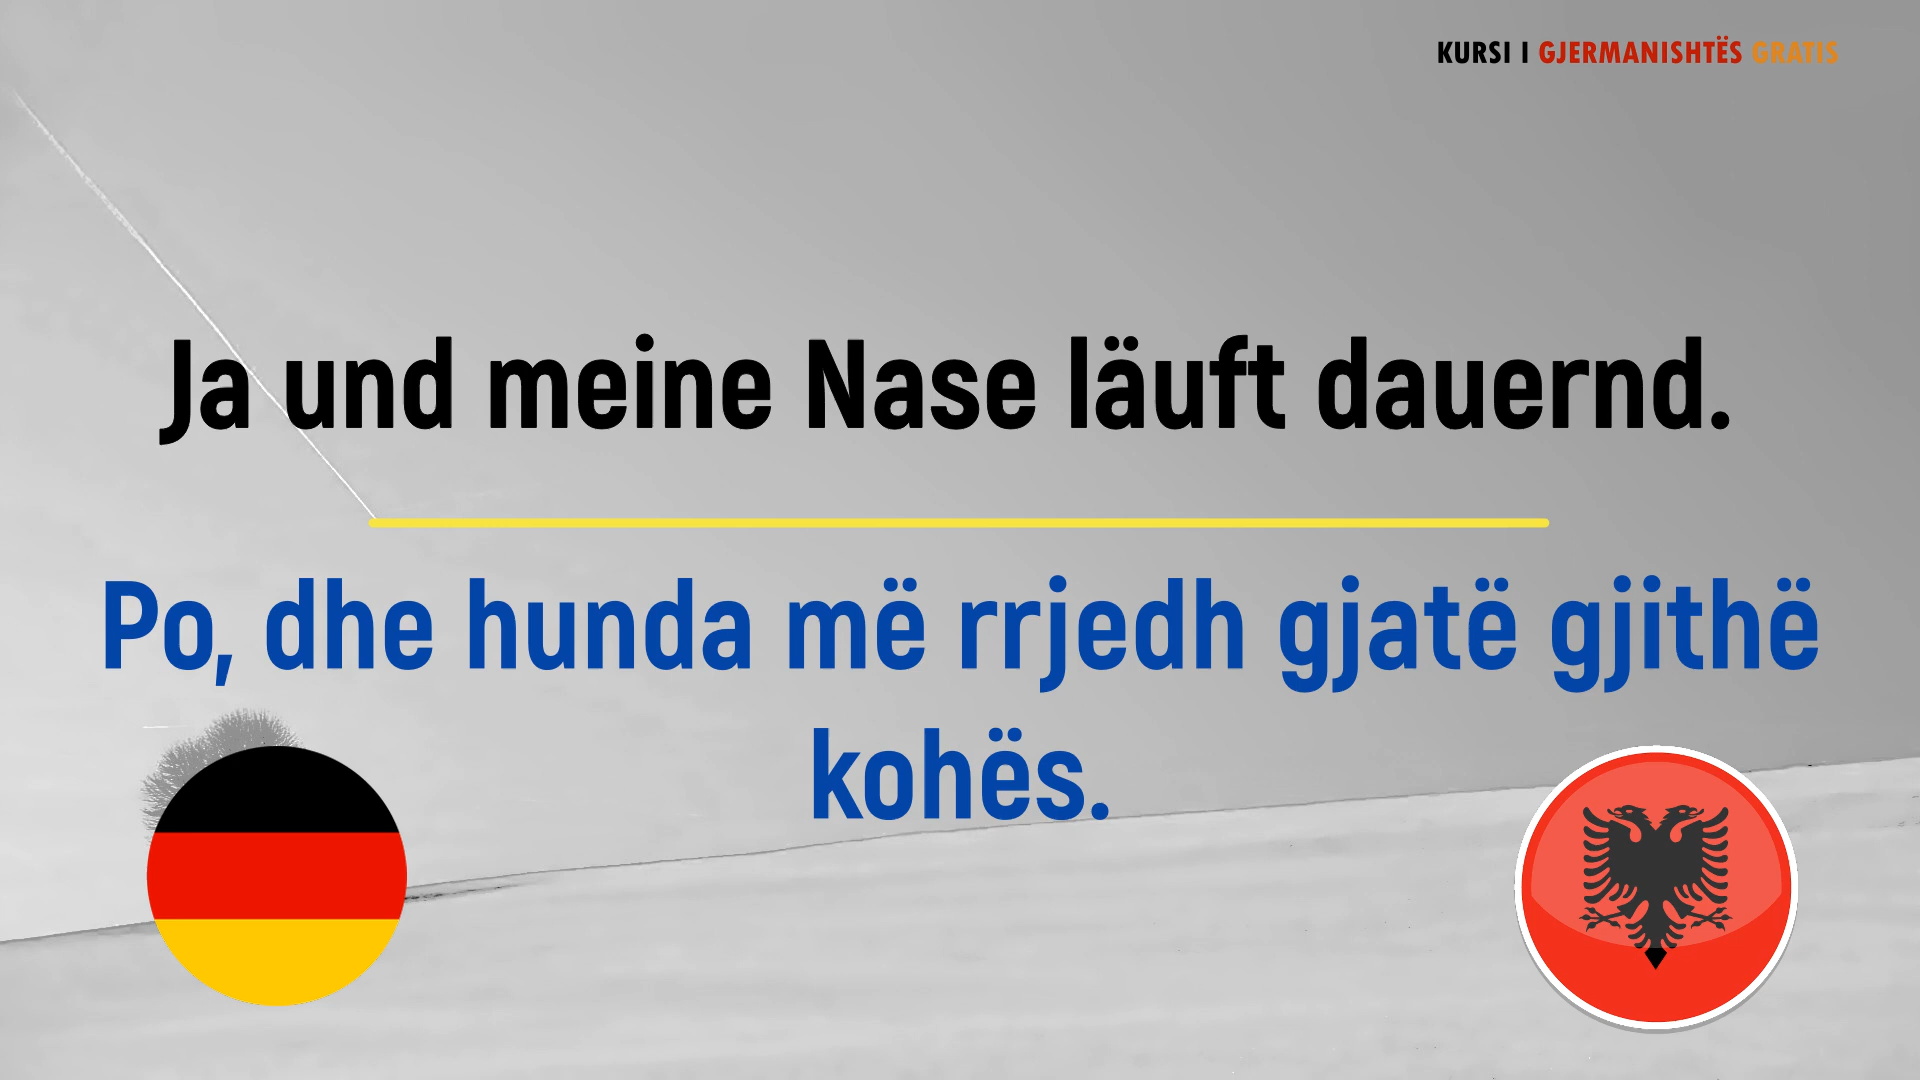 KURSI I GJERMANISHTËS GRATIS
Ja und meine Nase läuft dauernd.
Po, dhe hunda më rrjedh gjatë gjithë
kohës.